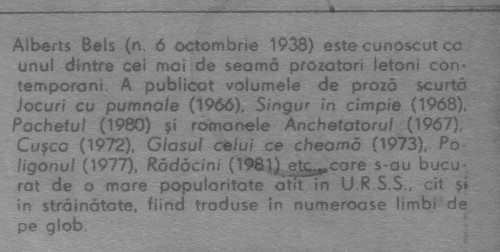 Alberts Bels (n. 6 octombrie 1938) este cunoscut ca
unul dintre cei mai de seamă prozatori letoni con-
temporani. A publicat volumele de proză scurtă
Jocuri cu pumnale (1966), Singur în cîmpie (1968),
Pachetul (1980) și romanele Anchetatorul (1967),
Cușca (1972), Glasul celui ce cheamă (1973), Po-
ligonul (1977), Rădăcini (1981) etc., care s-au bucu-
rat de o mare popularitate atît în U.R.S.S., cît și
în străinătate, fiind traduse în numeroase limbi de
pe glob.